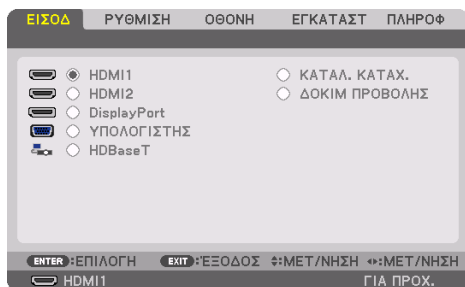 ΕΙΣΟΔ ΡΥΘΜΙΣΗ ΟΘΟΝΗ ΕΓΚΑΤΑΣΤ ΠΛΗΡΟΦ
HDMI1 ΚΑΤΑΛ. ΚΑΤΑΧ.
HDMI2 ΔΟΚΙΜ ΠΡΟΒΟΛΗΣ
DisplayPort
ΥΠΟΛΟΓΙΣΤΗΣ
HDBaseT
ENTER:ΕΠΙΛΟΓΗ EXIT:ΈΞΟΔΟΣ :ΜΕΤ/ΝΗΣΗ :ΜΕΤ/ΝΗΣΗ
HDMI1 ΓΙΑ ΠΡΟΧ.